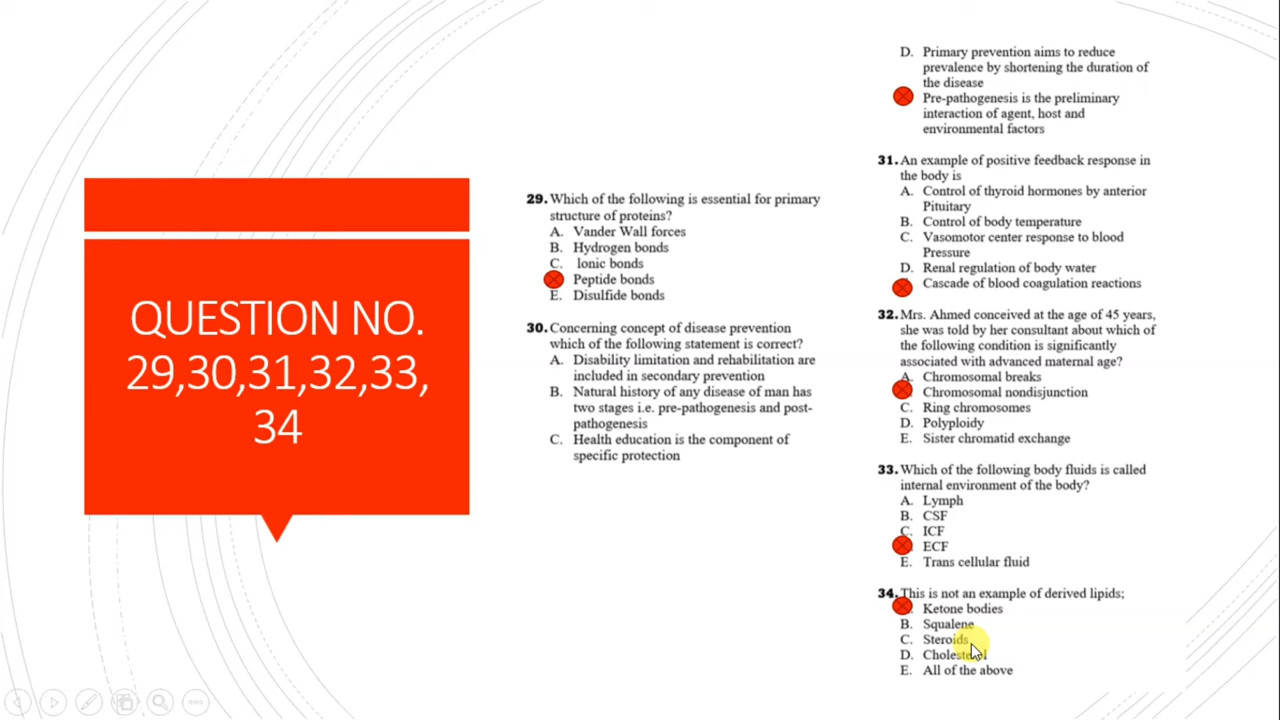 QUESTION NO.
29,30,31,32,33,
34
29. Which of the following is essential for primary
structure of proteins?
A. Vander Wall forces
B. Hydrogen bonds
C. Ionic bonds
Peptide bonds
E. Disulfide bonds
30. Concerning concept of disease prevention
which of the following statement is correct?
A. Disability limitation and rehabilitation are
included in secondary prevention
B. Natural history of any disease of man has
two stages i.e. pre-pathogenesis and post-
pathogenesis
C. Health education is the component of
specific protection
D. Primary prevention aims to reduce
prevalence by shortening the duration of
the disease
Pre-pathogenesis is the preliminary
interaction of agent, host and
environmental factors
31. An example of positive feedback response in
the body is
A. Control of thyroid hormones by anterior
Pituitary
B. Control of body temperature
C. Vasomotor center response to blood
Pressure
D. Renal regulation of body water
Cascade of blood coagulation reactions
32. Mrs. Ahmed conceived at the age of 45 years,
she was told by her consultant about which of
the following condition is significantly
associated with advanced maternal age?
A. Chromosomal breaks
Chromosomal nondisjunction
C. Ring chromosomes
D. Polyploidy
E. Sister chromatid exchange
33. Which of the following body fluids is called
internal environment of the body?
A. Lymph
B. CSF
C. ICF
ECF
E. Trans cellular fluid
34. This is not an example of derived lipids;
Ketone bodies
B. Squalene
C. Steroids
D. Cholesterol
E. All of the above